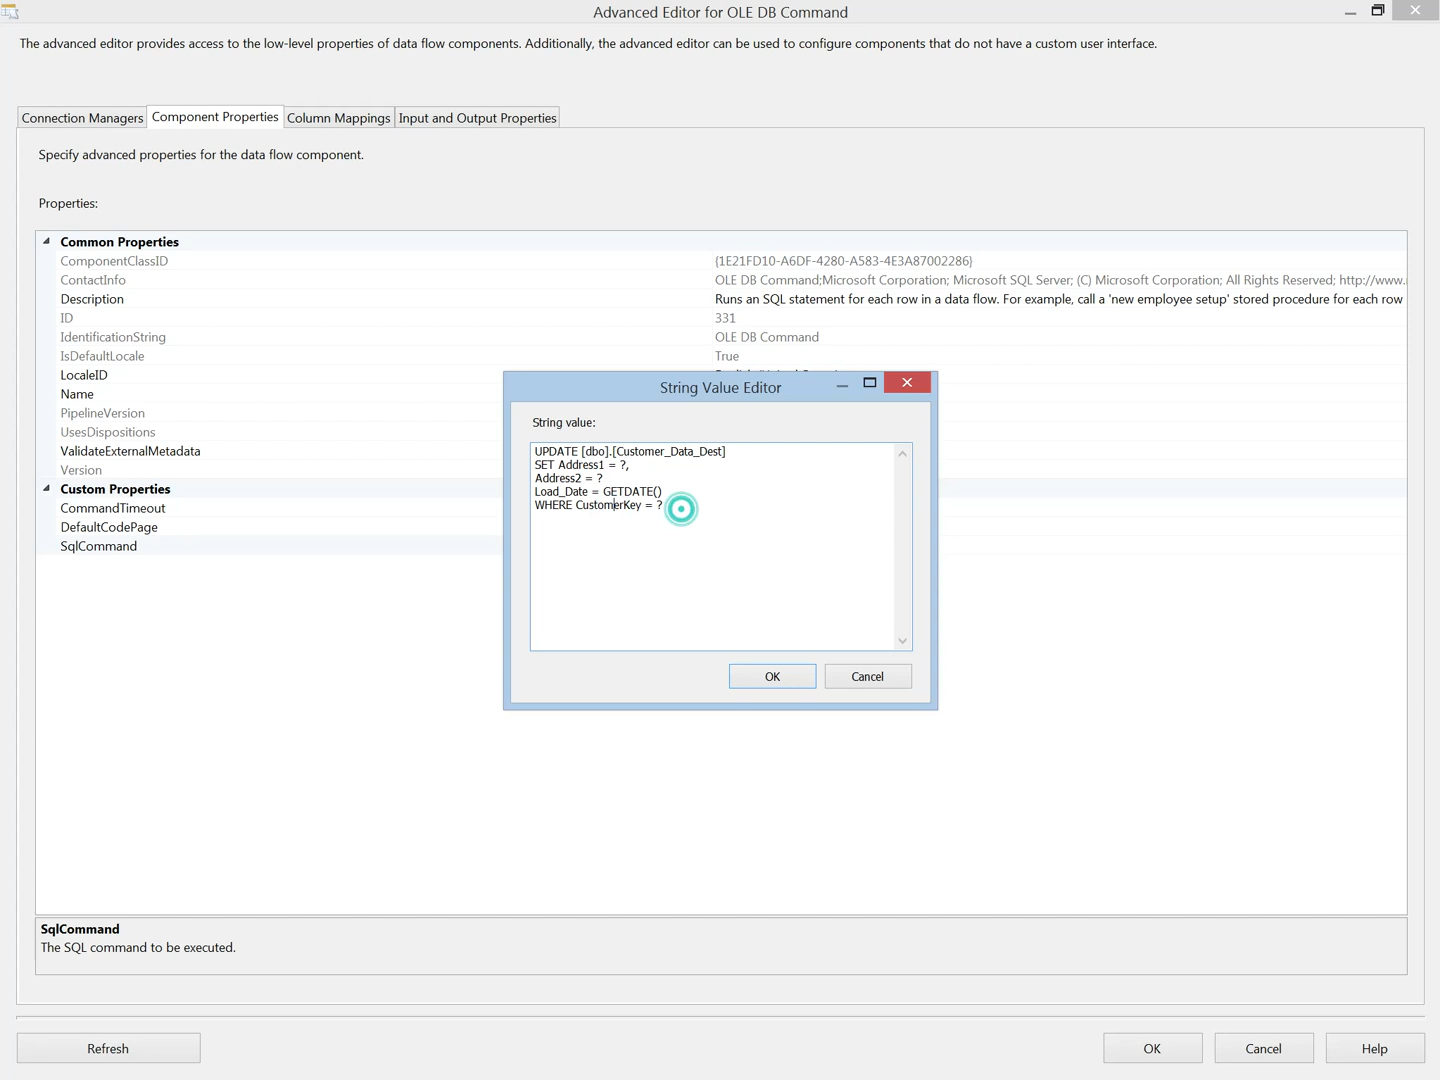 Advanced Editor for OLE DB Command
The advanced editor provides access to the low-level properties of data flow components. Additionally, the advanced editor can be used to configure components that do not have a custom user interface.
Connection Managers
Component Properties
Column Mappings
Input and Output Properties
Specify advanced properties for the data flow component.
Properties:
Common Properties
ComponentClassID {1E21FD10-A6DF-4280-A583-4E3A87002286}
ContactInfo OLE DB Command;Microsoft Corporation; Microsoft SQL Server; (C) Microsoft Corporation; All Rights Reserved; http://www.
Description Runs an SQL statement for each row in a data flow. For example, call a 'new employee setup' stored procedure for each row
ID 331
IdentificationString OLE DB Command
IsDefaultLocale True
LocaleID
Name
PipelineVersion
UsesDispositions
ValidateExternalMetadata
Version
Custom Properties
CommandTimeout
DefaultCodePage
SqlCommand
String Value Editor
String value:
UPDATE [dbo].[Customer_Data_Dest]
SET Address1 = ?,
Address2 = ?
Load_Date = GETDATE()
WHERE CustomerKey = ?
OK
Cancel
SqlCommand
The SQL command to be executed.
Refresh
OK
Cancel
Help